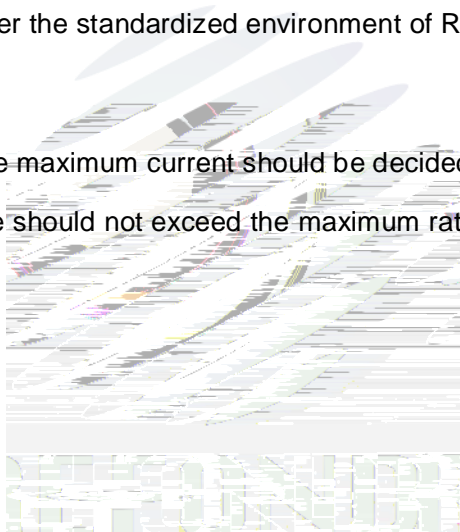 er the standardized environment of R
e maximum current should be decided
e should not exceed the maximum rat